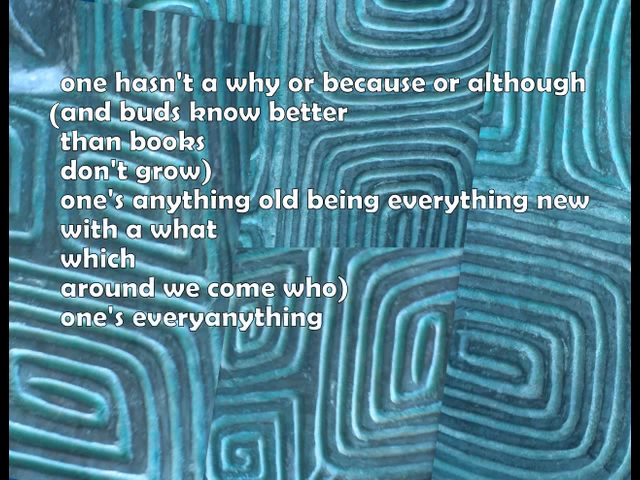 one hasn't a why or because or although
(and buds know better
than books
don't grow)
one's anything old being everything new
with a what
which
around we come who)
one's everyanything